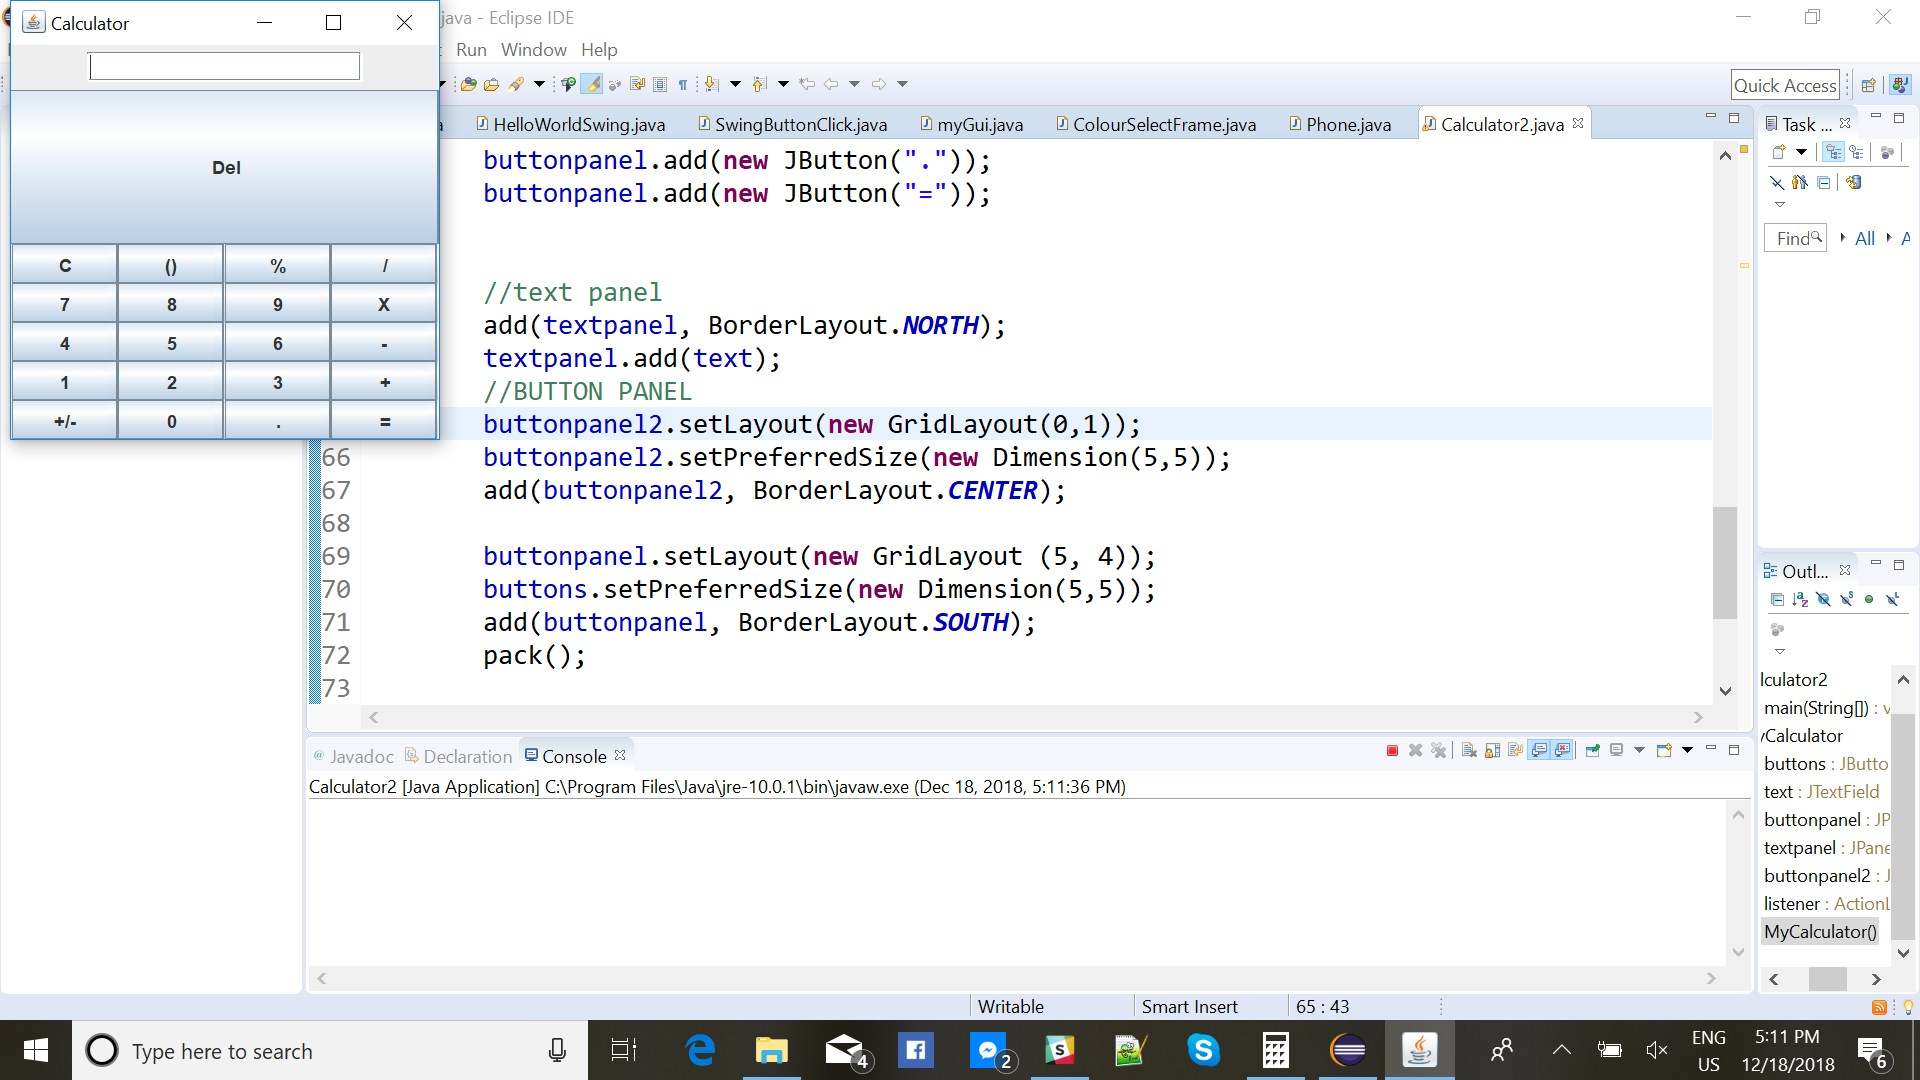 Calculator
Del
C () % /
7 8 9 X
4 5 6 -
1 2 3 +
+/- 0 . =
java - Eclipse IDE
Run Window Help
Quick Access
HelloWorldSwing.java SwingButtonClick.java myGui.java ColourSelectFrame.java Phone.java Calculator2.java
buttonpanel.add(new JButton("."));
buttonpanel.add(new JButton("="));
//text panel
add(textpanel, BorderLayout.NORTH);
textpanel.add(text);
//BUTTON PANEL
buttonpanel2.setLayout(new GridLayout(0,1));
66 buttonpanel2.setPreferredSize(new Dimension(5,5));
67 add(buttonpanel2, BorderLayout.CENTER);
68
69 buttonpanel.setLayout(new GridLayout (5, 4));
70 buttons.setPreferredSize(new Dimension(5,5));
71 add(buttonpanel, BorderLayout.SOUTH);
72 pack();
73
Task ...
Find All A
Outl...
lculator2
main(String[]) : v
yCalculator
buttons : JButto
text : JTextField
buttonpanel : JP
textpanel : JPane
buttonpanel2 : J
listener : ActionL
MyCalculator()
@ Javadoc Declaration Console
Calculator2 [Java Application] C:\Program Files\Java\jre-10.0.1\bin\javaw.exe (Dec 18, 2018, 5:11:36 PM)
Writable Smart Insert 65 : 43
Type here to search
4
2
ENG
US
5:11 PM
12/18/2018
6